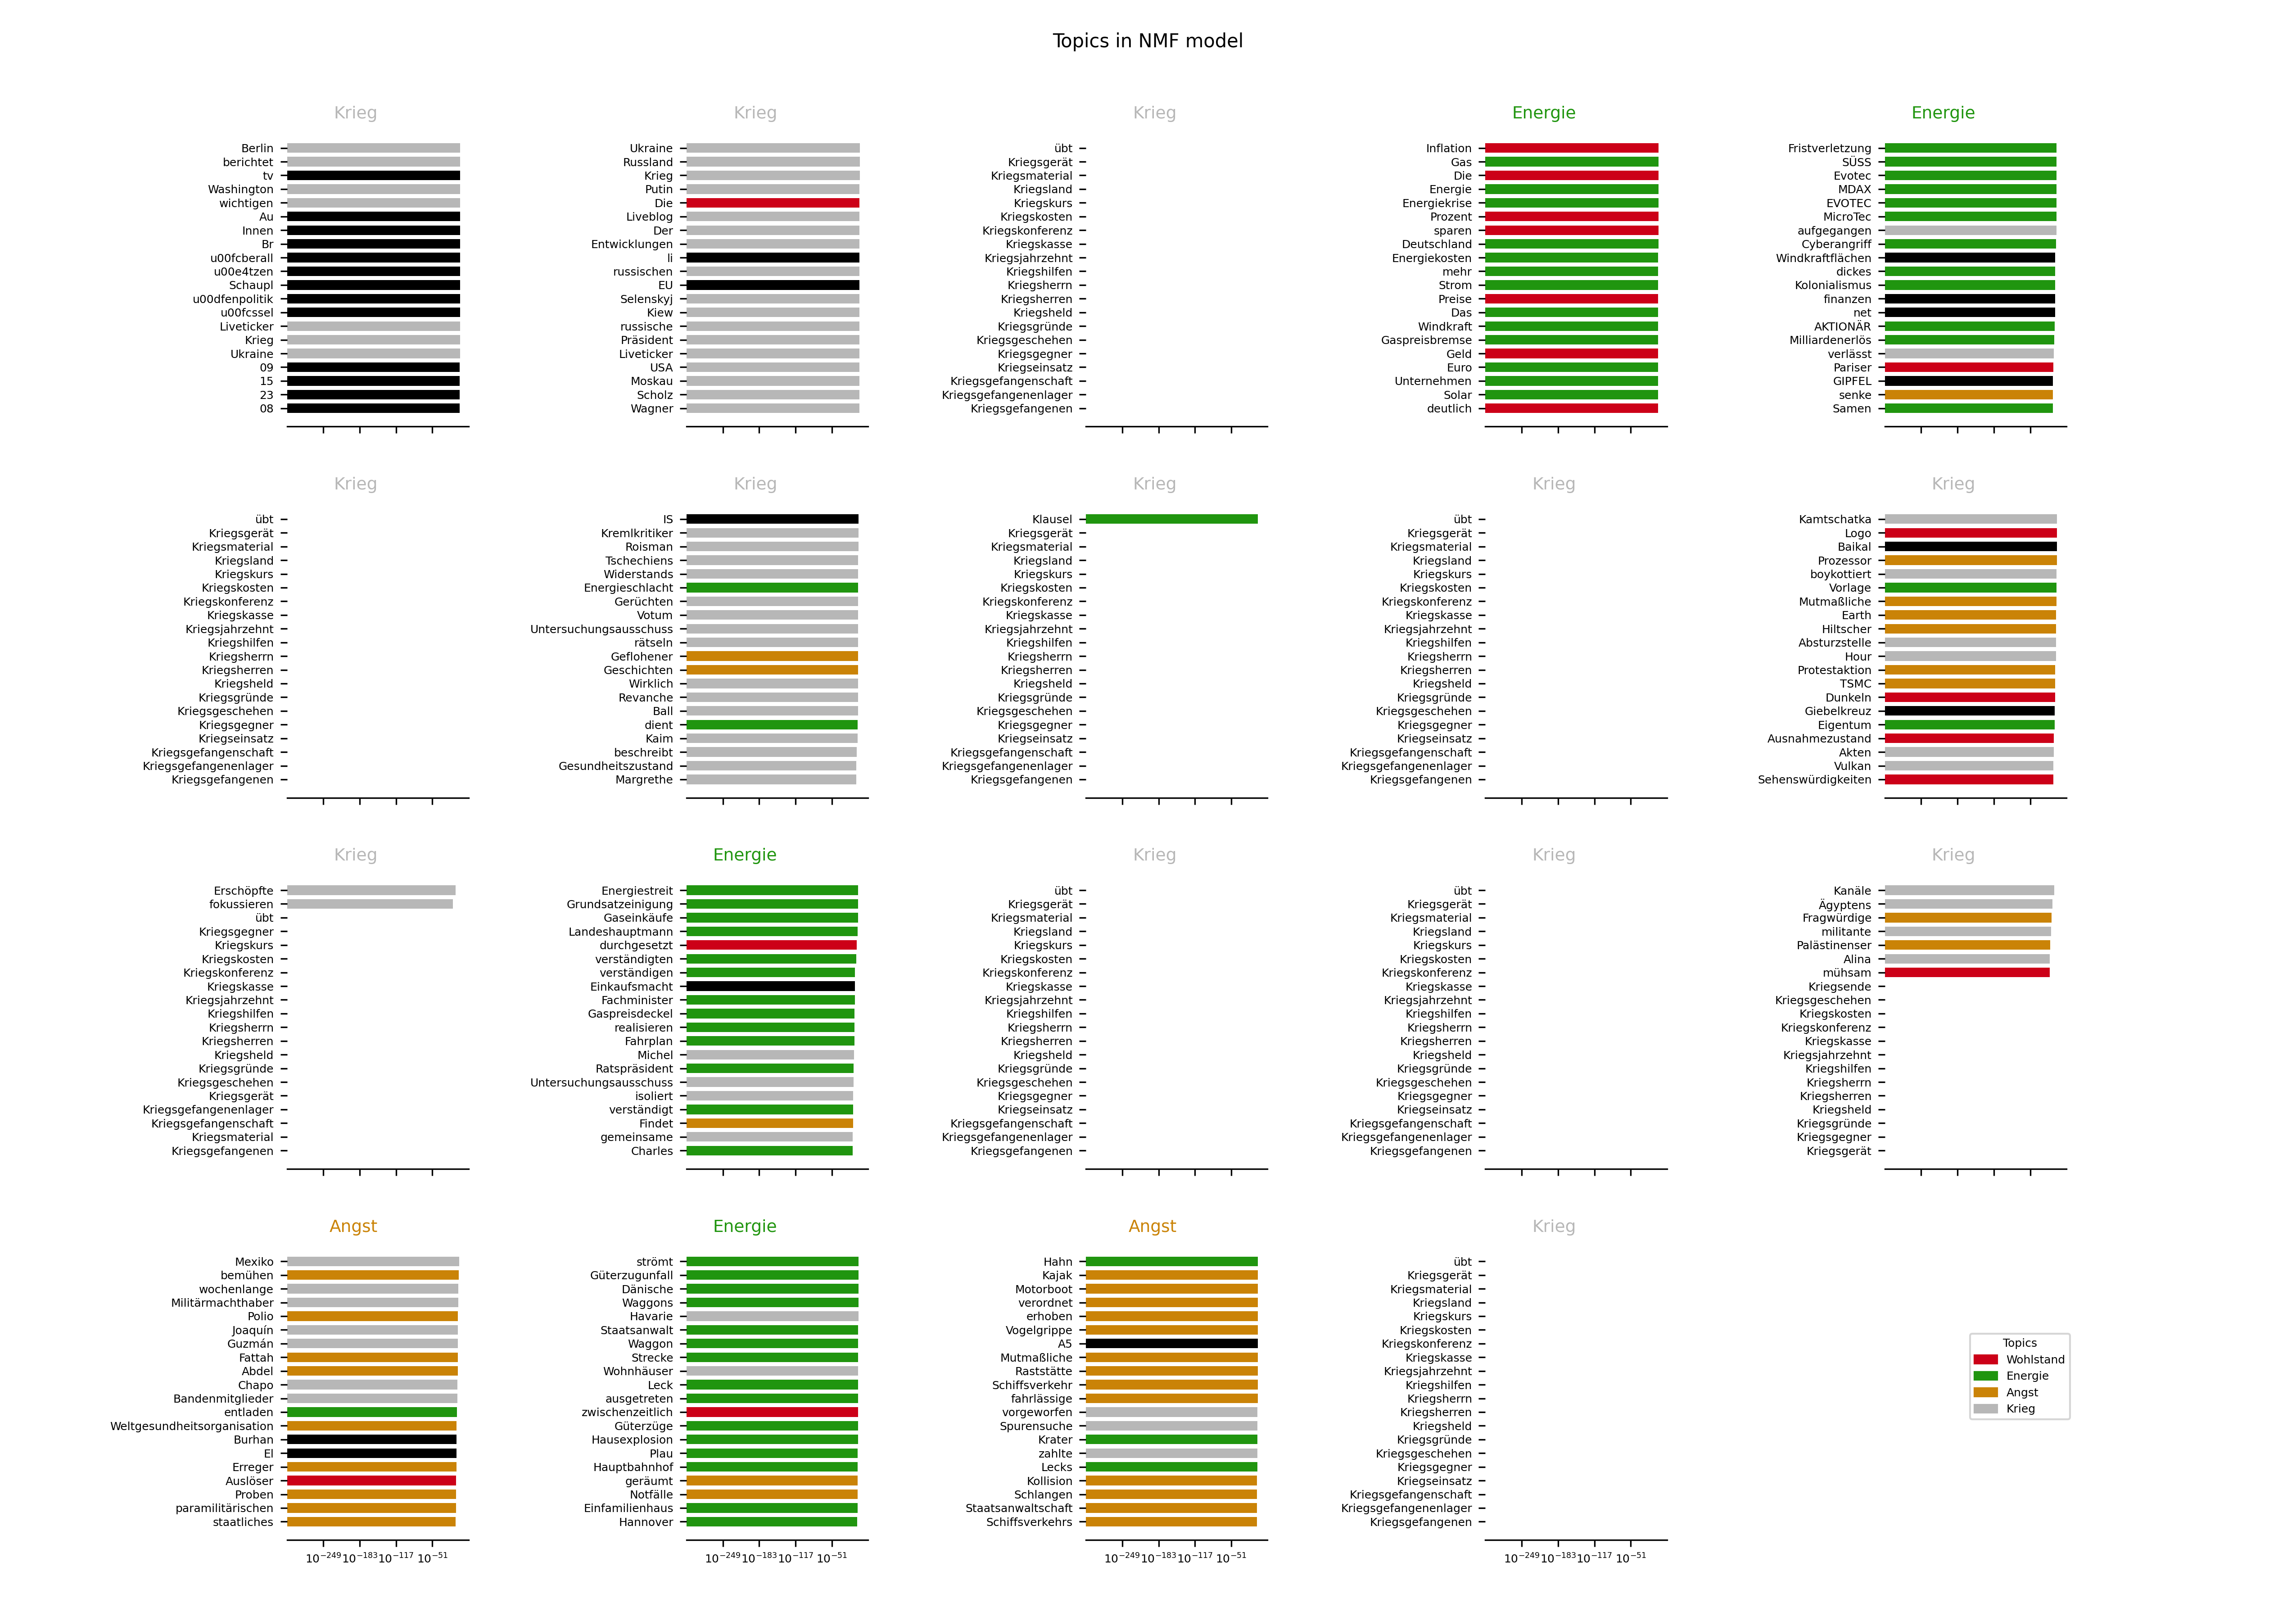 Topics in NMF model
Krieg
Berlin
berichtet
tv
Washington
wichtigen
Au
Innen
Br
u00fcberall
u00e4tzen
Schaupl
u00dfenpolitik
u00fcssel
Liveticker
Krieg
Ukraine
09
15
23
08
Krieg
Ukraine
Russland
Krieg
Putin
Die
Liveblog
Der
Entwicklungen
li
russischen
EU
Selenskyj
Kiew
russische
Präsident
Liveticker
USA
Moskau
Scholz
Wagner
Krieg
übt
Kriegsgerät
Kriegsmaterial
Kriegsland
Kriegskurs
Kriegskosten
Kriegskonferenz
Kriegskasse
Kriegsjahrzehnt
Kriegshilfen
Kriegsherrn
Kriegsherren
Kriegsheld
Kriegsgründe
Kriegsgeschehen
Kriegsgegner
Kriegseinsatz
Kriegsgefangenschaft
Kriegsgefangenenlager
Kriegsgefangenen
Energie
Inflation
Gas
Die
Energie
Energiekrise
Prozent
sparen
Deutschland
Energiekosten
mehr
Strom
Preise
Das
Windkraft
Gaspreisbremse
Geld
Euro
Unternehmen
Solar
deutlich
Energie
Fristverletzung
SÜSS
Evotec
MDAX
EVOTEC
MicroTec
aufgegangen
Cyberangriff
Windkraftflächen
dickes
Kolonialismus
finanzen
net
AKTIONÄR
Milliardenerlös
verlässt
Pariser
GIPFEL
senke
Samen
Krieg
übt
Kriegsgerät
Kriegsmaterial
Kriegsland
Kriegskurs
Kriegskosten
Kriegskonferenz
Kriegskasse
Kriegsjahrzehnt
Kriegshilfen
Kriegsherrn
Kriegsherren
Kriegsheld
Kriegsgründe
Kriegsgeschehen
Kriegsgegner
Kriegseinsatz
Kriegsgefangenschaft
Kriegsgefangenenlager
Kriegsgefangenen
Krieg
IS
Kremlkritiker
Roisman
Tschechiens
Widerstands
Energieschlacht
Gerüchten
Votum
Untersuchungsausschuss
rätseln
Geflohener
Geschichten
Wirklich
Revanche
Ball
dient
Kaim
beschreibt
Gesundheitszustand
Margrethe
Krieg
Klausel
Kriegsgerät
Kriegsmaterial
Kriegsland
Kriegskurs
Kriegskosten
Kriegskonferenz
Kriegskasse
Kriegsjahrzehnt
Kriegshilfen
Kriegsherrn
Kriegsherren
Kriegsheld
Kriegsgründe
Kriegsgeschehen
Kriegsgegner
Kriegseinsatz
Kriegsgefangenschaft
Kriegsgefangenenlager
Kriegsgefangenen
Krieg
übt
Kriegsgerät
Kriegsmaterial
Kriegsland
Kriegskurs
Kriegskosten
Kriegskonferenz
Kriegskasse
Kriegsjahrzehnt
Kriegshilfen
Kriegsherrn
Kriegsherren
Kriegsheld
Kriegsgründe
Kriegsgeschehen
Kriegsgegner
Kriegseinsatz
Kriegsgefangenschaft
Kriegsgefangenenlager
Kriegsgefangenen
Krieg
Kamtschatka
Logo
Baikal
Prozessor
boykottiert
Vorlage
Mutmaßliche
Earth
Hiltscher
Absturzstelle
Hour
Protestaktion
TSMC
Dunkeln
Giebelkreuz
Eigentum
Ausnahmezustand
Akten
Vulkan
Sehenswürdigkeiten
Krieg
Erschöpfte
fokussieren
übt
Kriegsgegner
Kriegskurs
Kriegskosten
Kriegskonferenz
Kriegskasse
Kriegsjahrzehnt
Kriegshilfen
Kriegsherrn
Kriegsherren
Kriegsheld
Kriegsgründe
Kriegsgeschehen
Kriegsgerät
Kriegsgefangenenlager
Kriegsgefangenschaft
Kriegsmaterial
Kriegsgefangenen
Energie
Energiestreit
Grundsatzeinigung
Gaseinkäufe
Landeshauptmann
durchgesetzt
verständigten
verständigen
Einkaufsmacht
Fachminister
Gaspreisdeckel
realisieren
Fahrplan
Michel
Ratspräsident
Untersuchungsausschuss
isoliert
verständigt
Findet
gemeinsame
Charles
Krieg
übt
Kriegsgerät
Kriegsmaterial
Kriegsland
Kriegskurs
Kriegskosten
Kriegskonferenz
Kriegskasse
Kriegsjahrzehnt
Kriegshilfen
Kriegsherrn
Kriegsherren
Kriegsheld
Kriegsgründe
Kriegsgeschehen
Kriegsgegner
Kriegseinsatz
Kriegsgefangenschaft
Kriegsgefangenenlager
Kriegsgefangenen
Krieg
übt
Kriegsgerät
Kriegsmaterial
Kriegsland
Kriegskurs
Kriegskosten
Kriegskonferenz
Kriegskasse
Kriegsjahrzehnt
Kriegshilfen
Kriegsherrn
Kriegsherren
Kriegsheld
Kriegsgründe
Kriegsgeschehen
Kriegsgegner
Kriegseinsatz
Kriegsgefangenschaft
Kriegsgefangenenlager
Kriegsgefangenen
Krieg
Kanäle
Ägyptens
Fragwürdige
militante
Palästinenser
Alina
mühsam
Kriegsende
Kriegsgeschehen
Kriegskosten
Kriegskonferenz
Kriegskasse
Kriegsjahrzehnt
Kriegshilfen
Kriegsherrn
Kriegsherren
Kriegsheld
Kriegsgründe
Kriegsgegner
Kriegsgerät
Angst
Mexiko
bemühen
wochenlange
Militärmachthaber
Polio
Joaquín
Guzmán
Fattah
Abdel
Chapo
Bandenmitglieder
entladen
Weltgesundheitsorganisation
Burhan
El
Erreger
Auslöser
Proben
paramilitärischen
staatliches
10⁻²⁴⁹ 10⁻¹⁸³ 10⁻¹¹⁷ 10⁻⁵¹
Energie
strömt
Güterzugunfall
Dänische
Waggons
Havarie
Staatsanwalt
Waggon
Strecke
Wohnhäuser
Leck
ausgetreten
zwischenzeitlich
Güterzüge
Hausexplosion
Plau
Hauptbahnhof
geräumt
Notfälle
Einfamilienhaus
Hannover
10⁻²⁴⁹ 10⁻¹⁸³ 10⁻¹¹⁷ 10⁻⁵¹
Angst
Hahn
Kajak
Motorboot
verordnet
erhoben
Vogelgrippe
A5
Mutmaßliche
Raststätte
Schiffsverkehr
fahrlässige
vorgeworfen
Spurensuche
Krater
zahlte
Lecks
Kollision
Schlangen
Staatsanwaltschaft
Schiffsverkehrs
10⁻²⁴⁹ 10⁻¹⁸³ 10⁻¹¹⁷ 10⁻⁵¹
Krieg
übt
Kriegsgerät
Kriegsmaterial
Kriegsland
Kriegskurs
Kriegskosten
Kriegskonferenz
Kriegskasse
Kriegsjahrzehnt
Kriegshilfen
Kriegsherrn
Kriegsherren
Kriegsheld
Kriegsgründe
Kriegsgeschehen
Kriegsgegner
Kriegseinsatz
Kriegsgefangenschaft
Kriegsgefangenenlager
Kriegsgefangenen
10⁻²⁴⁹ 10⁻¹⁸³ 10⁻¹¹⁷ 10⁻⁵¹
Topics
Wohlstand
Energie
Angst
Krieg